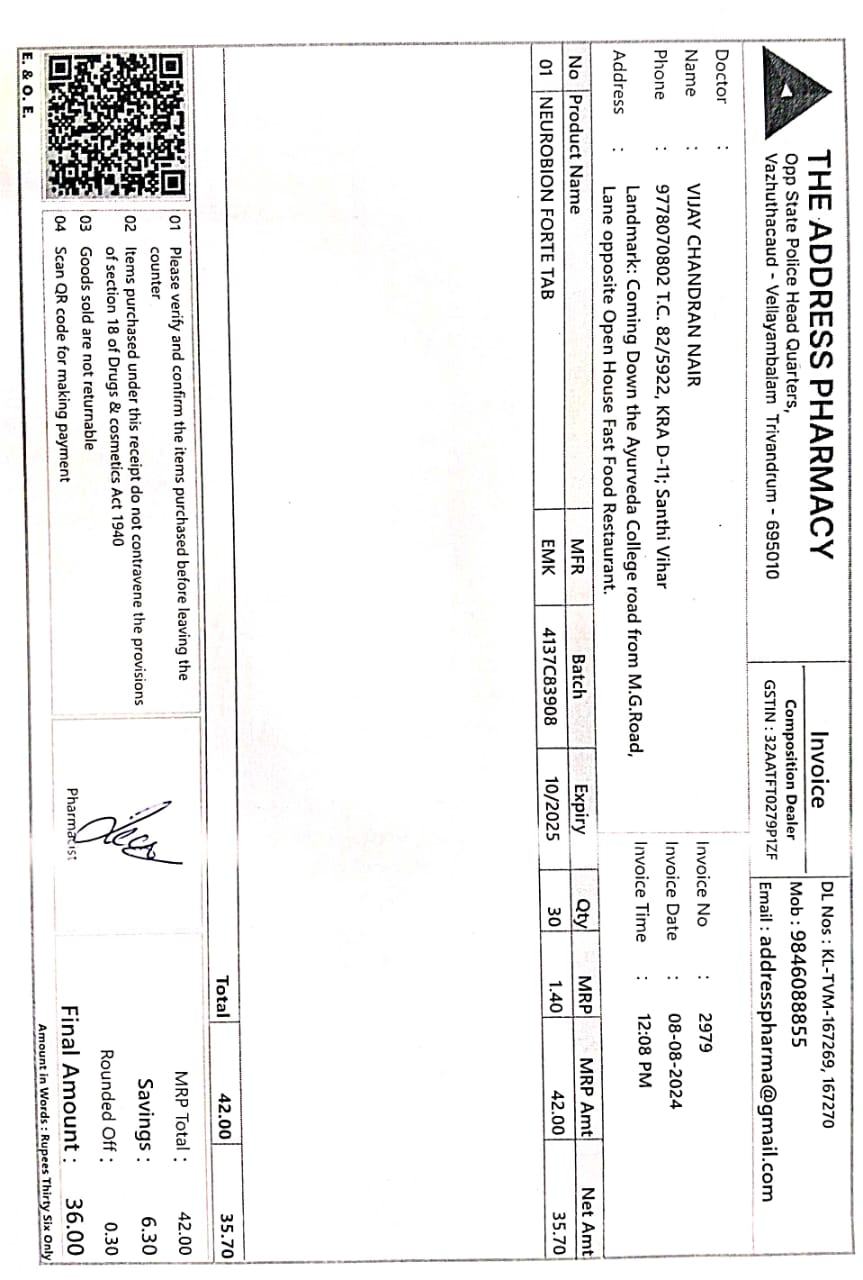 THE ADDRESS PHARMACY
Opp State Police Head Quarters,
Vazhuthacaud - Vellayambalam Trivandrum - 695010
Invoice
Composition Dealer
GSTIN : 32AATFT0279P1ZF
DL Nos : KL-TVM-167269, 167270
Mob : 9846088855
Email : addresspharma@gmail.com
Doctor :
Name : VIJAY CHANDRAN NAIR
Phone : 9778070802 T.C. 82/5922, KRA D-11; Santhi Vihar
Address : Landmark: Coming Down the Ayurveda College road from M.G.Road,
Lane opposite Open House Fast Food Restaurant.
Invoice No : 2979
Invoice Date : 08-08-2024
Invoice Time : 12:08 PM
No Product Name MFR Batch Expiry Qty MRP MRP Amt Net Amt
01 NEUROBION FORTE TAB EMK 4137C83908 10/2025 30 1.40 42.00 35.70
Total 42.00 35.70
01 Please verify and confirm the items purchased before leaving the
counter
02 Items purchased under this receipt do not contravene the provisions
of section 18 of Drugs & cosmetics Act 1940
03 Goods sold are not returnable
04 Scan QR code for making payment
E. & O. E.
Pharmacist
MRP Total : 42.00
Savings : 6.30
Rounded Off : 0.30
Final Amount : 36.00
Amount in Words : Rupees Thirty Six Only